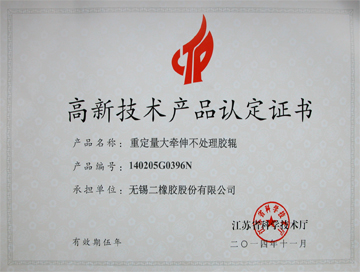 高新技术产品认定证书
产品名称：重定量大牵伸不处理胶辊
产品编号：140205G0396N
承担单位：无锡二橡胶股份有限公司
江苏省科学技术厅
有效期伍年
二〇一四年十一月